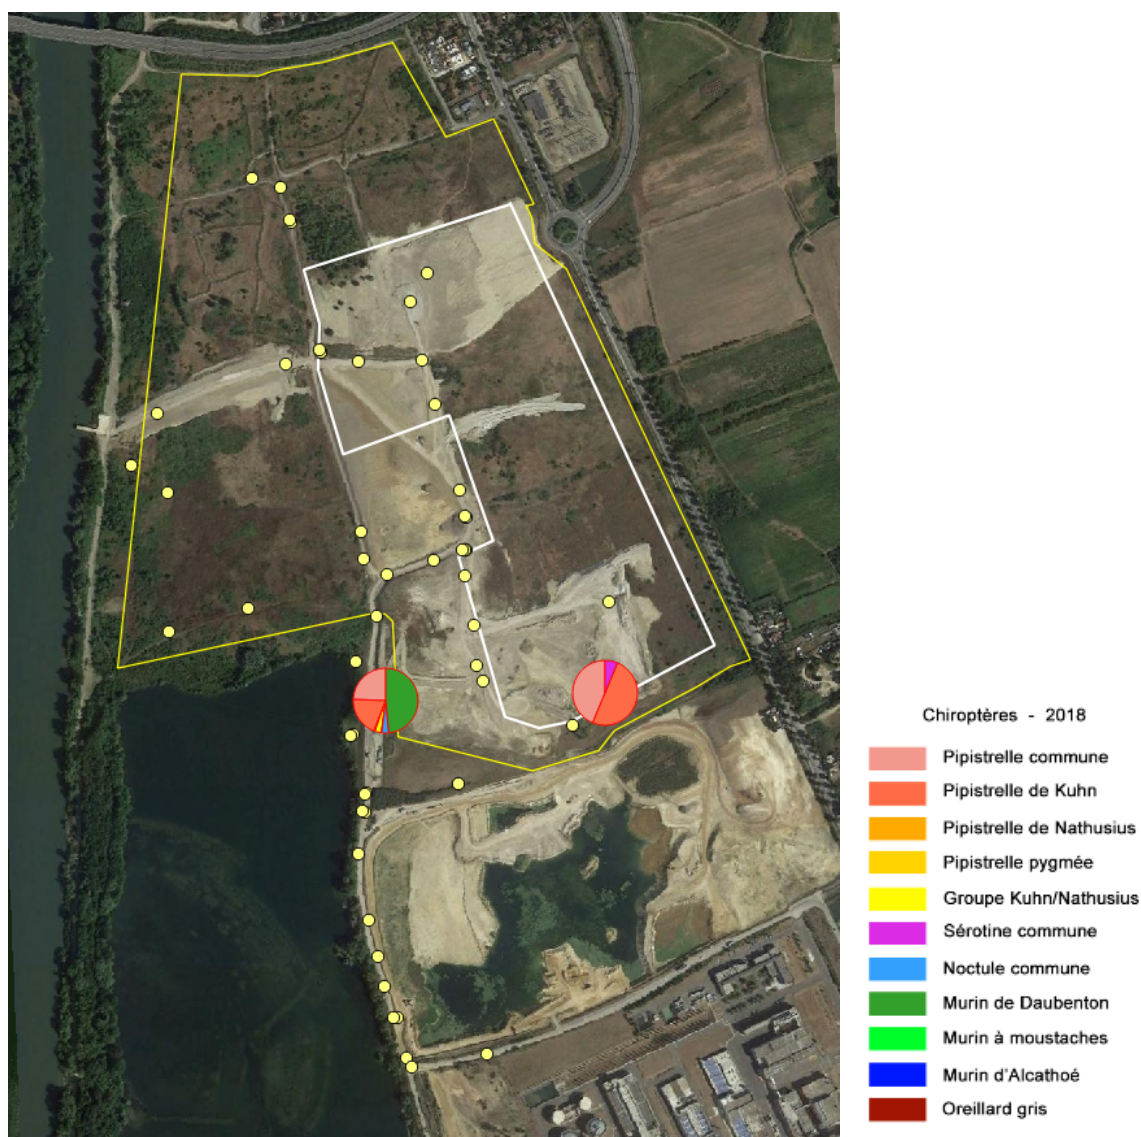 Chiroptères - 2018
Pipistrelle commune
Pipistrelle de Kuhn
Pipistrelle de Nathusius
Pipistrelle pygmée
Groupe Kuhn/Nathusius
Sérotine commune
Noctule commune
Murin de Daubenton
Murin à moustaches
Murin d'Alcathoé
Oreillard gris